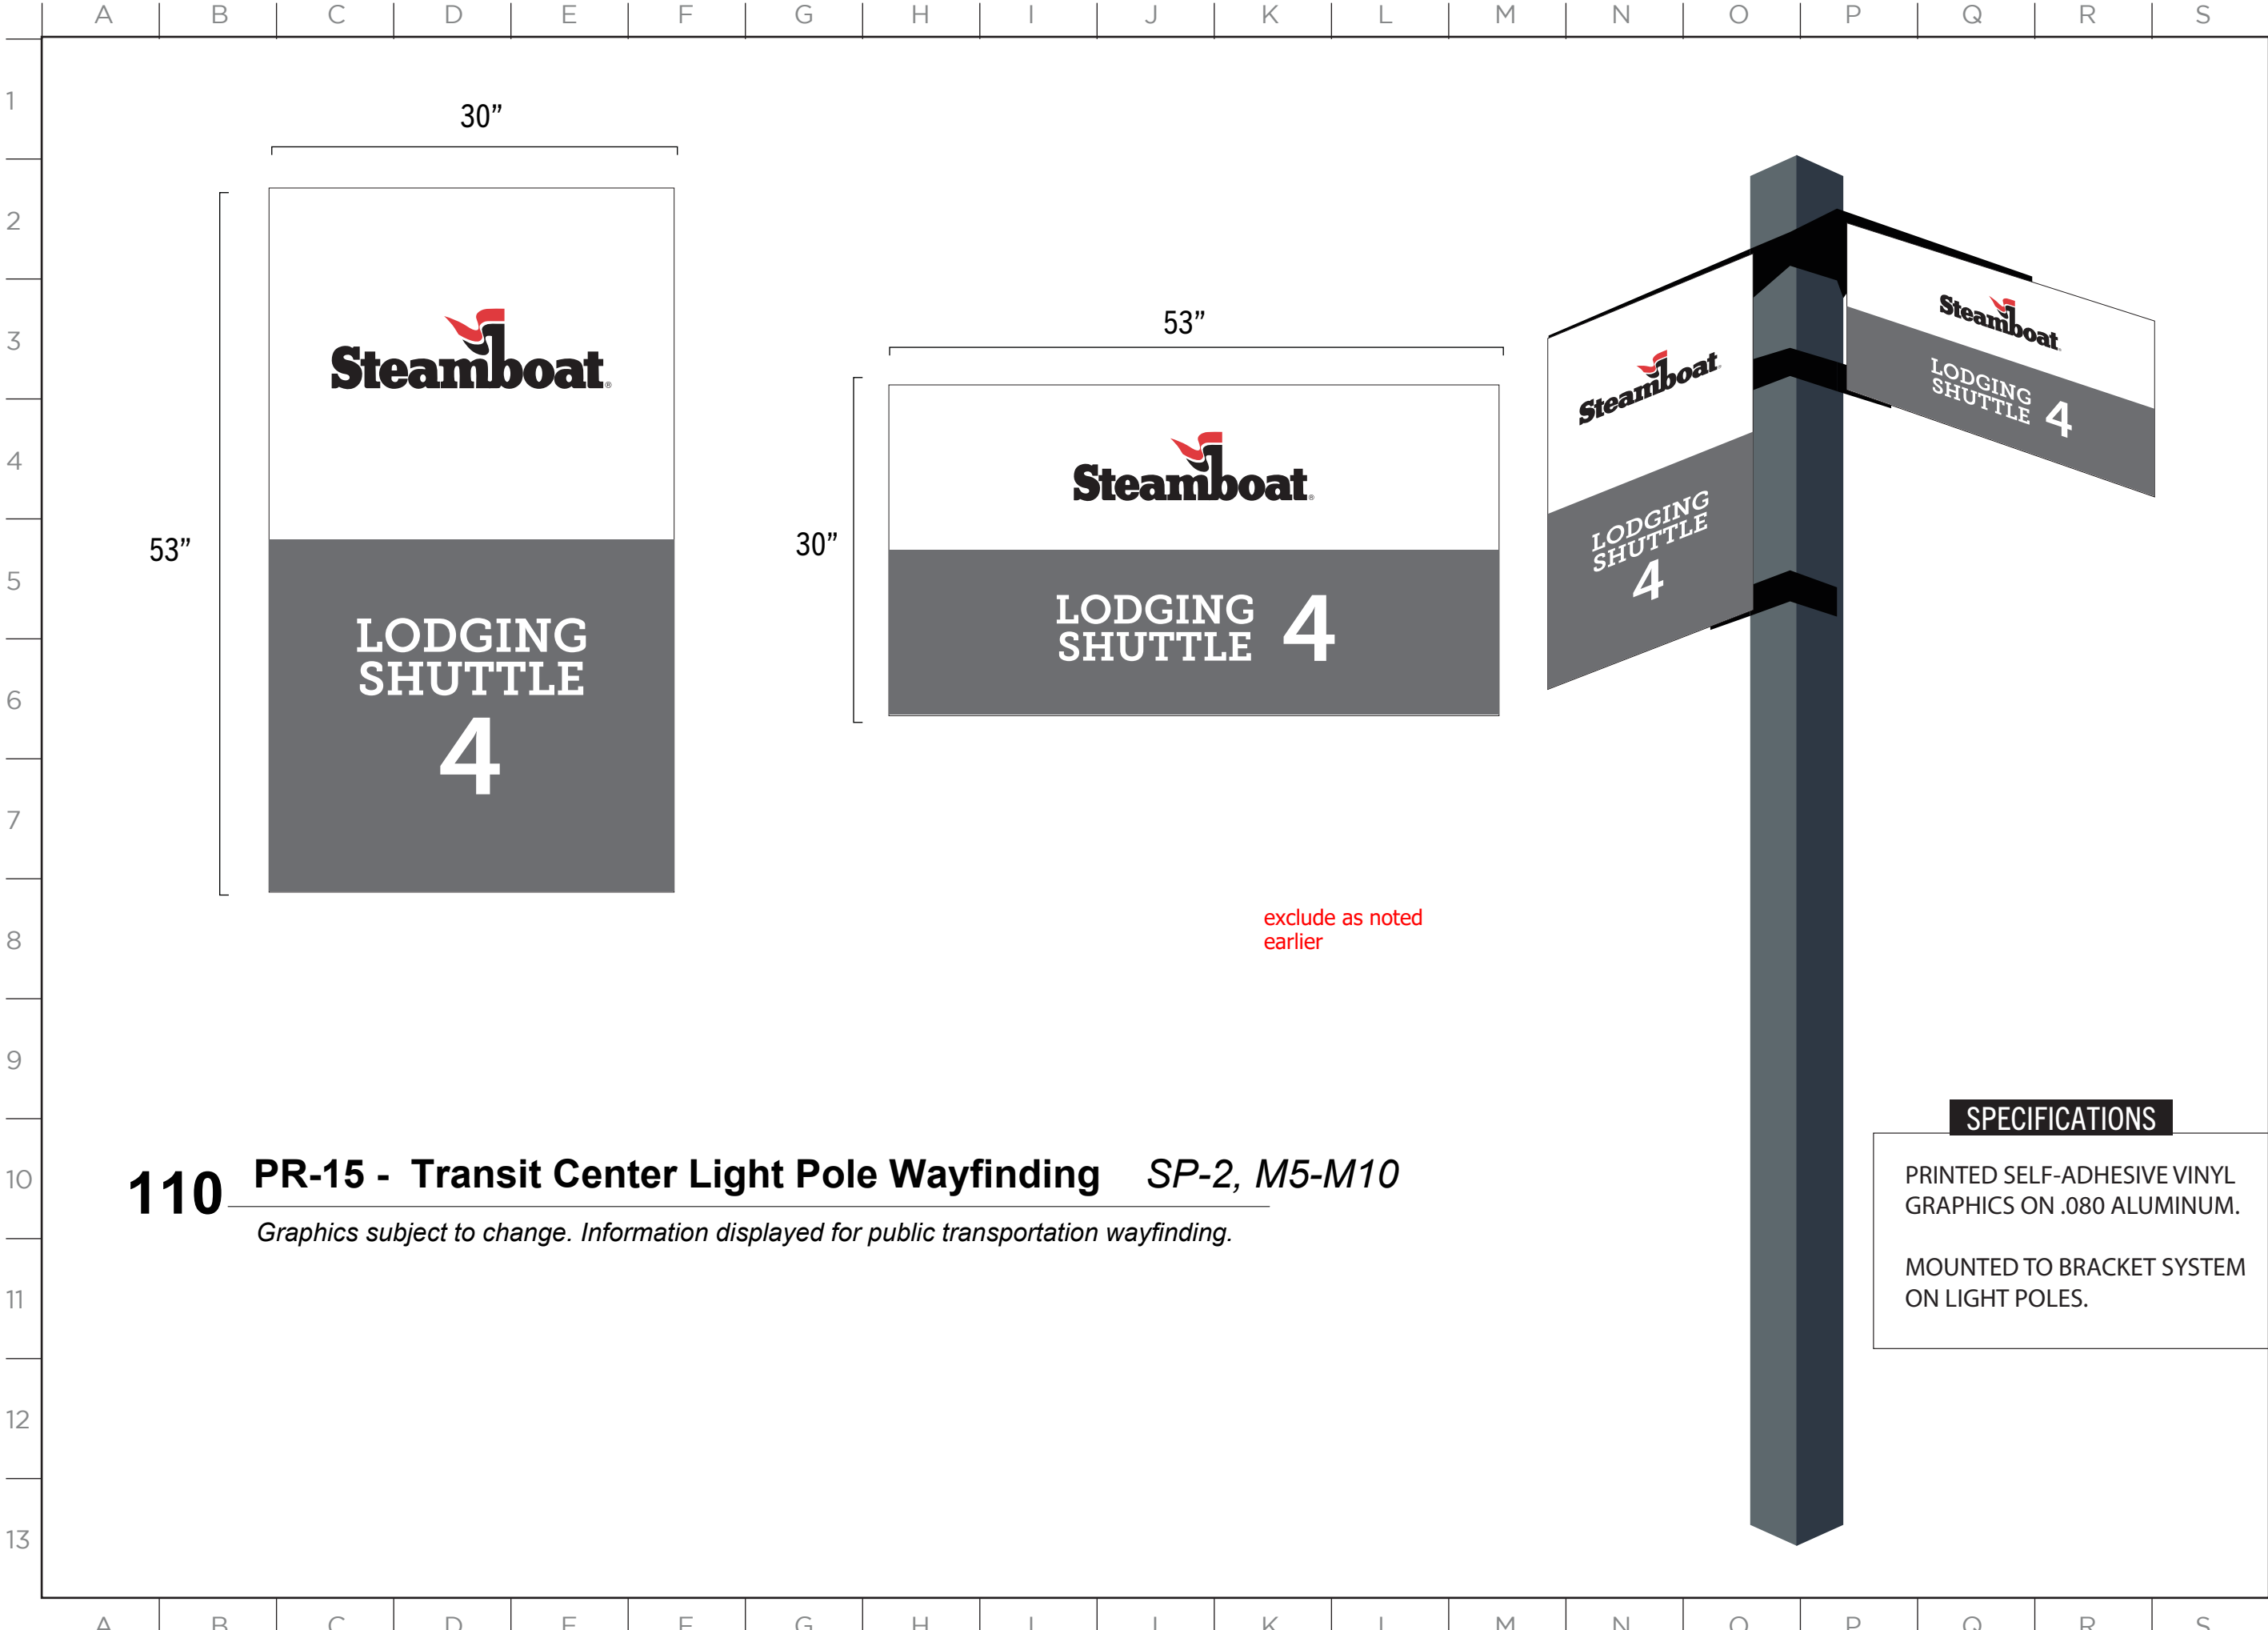 A B C D E F G H I J K L M N O P Q R S
1
2
3
4
5
6
7
8
9
10
11
12
13
30”
53”
Steamboat®
LODGING
SHUTTLE
4
53”
30”
Steamboat®
LODGING
SHUTTLE 4
Steamboat
LODGING
SHUTTLE
4
Steamboat
LODGING
SHUTTLE 4
exclude as noted
earlier
110 PR-15 - Transit Center Light Pole Wayfinding SP-2, M5-M10
Graphics subject to change. Information displayed for public transportation wayfinding.
SPECIFICATIONS
PRINTED SELF-ADHESIVE VINYL
GRAPHICS ON .080 ALUMINUM.
MOUNTED TO BRACKET SYSTEM
ON LIGHT POLES.
A B C D E F G H I J K L M N O P Q R S